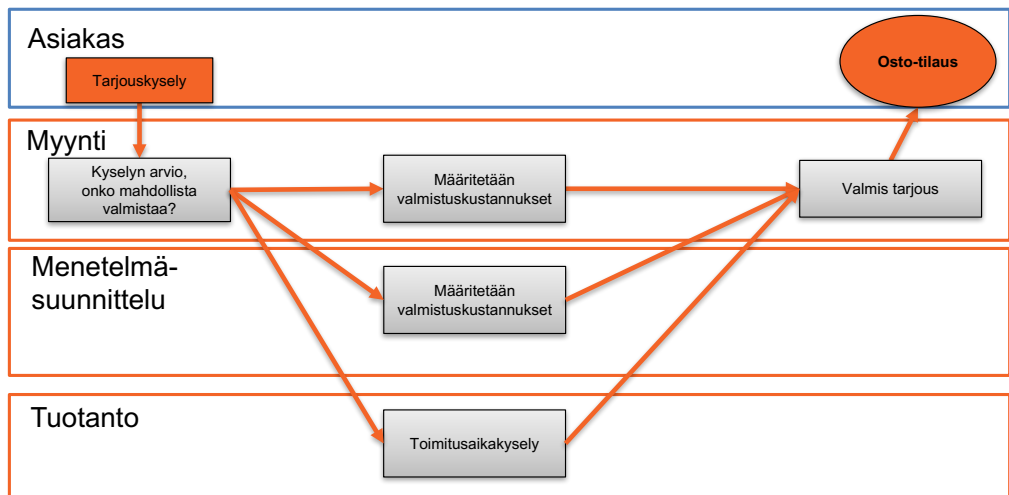 Asiakas
Tarjouskysely
Osto-tilaus
Myynti
Kyselyn arvio,
onko mahdollista
valmistaa?
Määritetään
valmistuskustannukset
Valmis tarjous
Menetelmä-
suunnittelu
Määritetään
valmistuskustannukset
Tuotanto
Toimitusaikakysely